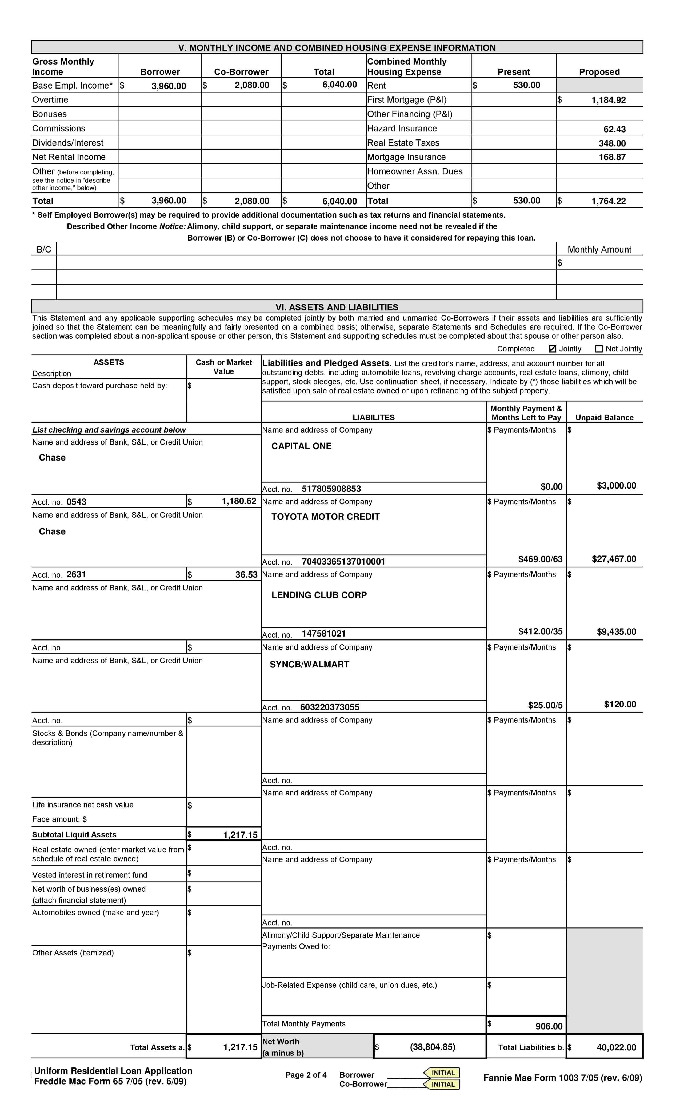 V. MONTHLY INCOME AND COMBINED HOUSING EXPENSE INFORMATION
Gross Monthly Income Borrower Co-Borrower Total Combined Monthly Housing Expense Present Proposed
Base Empl. Income* $ 3,960.00 $ 2,080.00 $ 6,040.00 Rent $ 530.00
Overtime First Mortgage (P&I) $ 1,184.92
Bonuses Other Financing (P&I)
Commissions Hazard Insurance 62.43
Dividends/Interest Real Estate Taxes 348.00
Net Rental Income Mortgage Insurance 168.87
Other (before completing, see the notice in "describe other income," below) Homeowner Assn. Dues
Other
Total $ 3,960.00 $ 2,080.00 $ 6,040.00 Total $ 530.00 $ 1,764.22
* Self Employed Borrower(s) may be required to provide additional documentation such as tax returns and financial statements.
Described Other Income Notice: Alimony, child support, or separate maintenance income need not be revealed if the
Borrower (B) or Co-Borrower (C) does not choose to have it considered for repaying this loan.
B/C Monthly Amount
$
VI. ASSETS AND LIABILITIES
This Statement and any applicable supporting schedules may be completed jointly by both married and unmarried Co-Borrowers if their assets and liabilities are sufficiently
joined so that the Statement can be meaningfully and fairly presented on a combined basis; otherwise, separate Statements and Schedules are required. If the Co-Borrower
section was completed about a non-applicant spouse or other person, this Statement and supporting schedules must be completed about that spouse or other person also.
Completed Jointly Not Jointly
ASSETS Cash or Market Value
Description
Cash deposit toward purchase held by: $
Liabilities and Pledged Assets. List the creditor's name, address, and account number for all
outstanding debts, including automobile loans, revolving charge accounts, real estate loans, alimony, child
support, stock pledges, etc. Use continuation sheet, if necessary. Indicate by (*) those liabilities which will be
satisfied upon sale of real estate owned or upon refinancing of the subject property.
LIABILITES Monthly Payment & Months Left to Pay Unpaid Balance
List checking and savings account below Name and address of Company $ Payments/Months $
Name and address of Bank, S&L, or Credit Union
Chase CAPITAL ONE
Acct. no. 517805908853 $0.00 $3,000.00
Acct. no. 0543 $ 1,180.62 Name and address of Company $ Payments/Months $
Name and address of Bank, S&L, or Credit Union
Chase TOYOTA MOTOR CREDIT
Acct. no. 70403365137010001 $469.00/63 $27,467.00
Acct. no. 2631 $ 36.53 Name and address of Company $ Payments/Months $
Name and address of Bank, S&L, or Credit Union
LENDING CLUB CORP
Acct. no. 147581021 $412.00/35 $9,435.00
Acct. no. $ Name and address of Company $ Payments/Months $
Name and address of Bank, S&L, or Credit Union
SYNCB/WALMART
Acct. no. 603220373055 $25.00/5 $120.00
Acct. no. $ Name and address of Company $ Payments/Months $
Stocks & Bonds (Company name/number & description) $
Acct. no.
Name and address of Company $ Payments/Months $
Life insurance net cash value $
Face amount: $
Subtotal Liquid Assets $ 1,217.15
Real estate owned (enter market value from schedule of real estate owned) $ Acct. no.
Name and address of Company $ Payments/Months $
Vested interest in retirement fund $
Net worth of business(es) owned (attach financial statement) $
Automobiles owned (make and year) $
Acct. no.
Alimony/Child Support/Separate Maintenance Payments Owed to: $
Other Assets (itemized) $
Job-Related Expense (child care, union dues, etc.) $
Total Monthly Payments $ 906.00
Total Assets a. $ 1,217.15 Net Worth (a minus b) $ (38,804.85) Total Liabilities b. $ 40,022.00
Uniform Residential Loan Application
Freddie Mac Form 65 7/05 (rev. 6/09)
Page 2 of 4
Borrower INITIAL
Co-Borrower INITIAL
Fannie Mae Form 1003 7/05 (rev. 6/09)